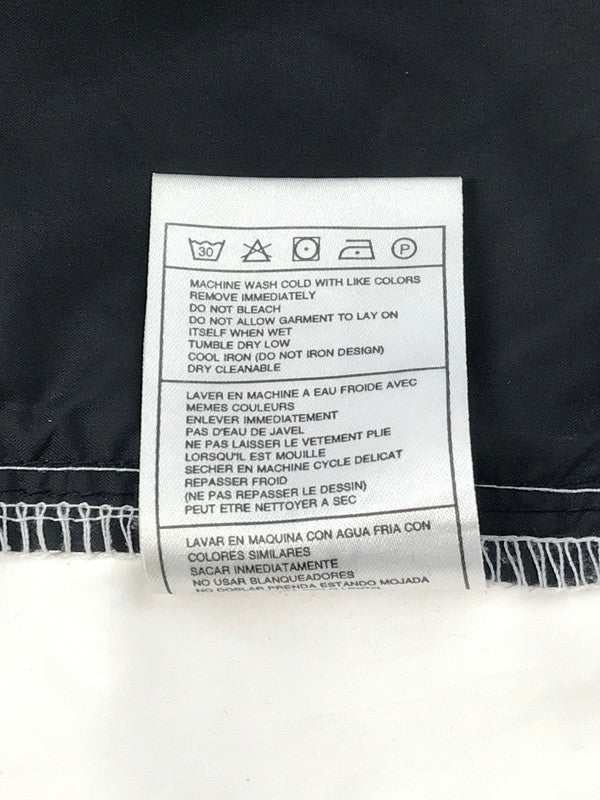 30 P
MACHINE WASH COLD WITH LIKE COLORS
REMOVE IMMEDIATELY
DO NOT BLEACH
DO NOT ALLOW GARMENT TO LAY ON
ITSELF WHEN WET
TUMBLE DRY LOW
COOL IRON (DO NOT IRON DESIGN)
DRY CLEANABLE
LAVER EN MACHINE A EAU FROIDE AVEC
MEMES COULEURS
ENLEVER IMMEDIATEMENT
PAS D'EAU DE JAVEL
NE PAS LAISSER LE VETEMENT PLIE
LORSQU'IL EST MOUILLE
SECHER EN MACHINE CYCLE DELICAT
REPASSER FROID
(NE PAS REPASSER LE DESSIN)
PEUT ETRE NETTOYER A SEC
LAVAR EN MAQUINA CON AGUA FRIA CON
COLORES SIMILARES
SACAR INMEDIATAMENTE
NO USAR BLANQUEADORES
NO DOBLAR PRENDA ESTANDO MOJADA